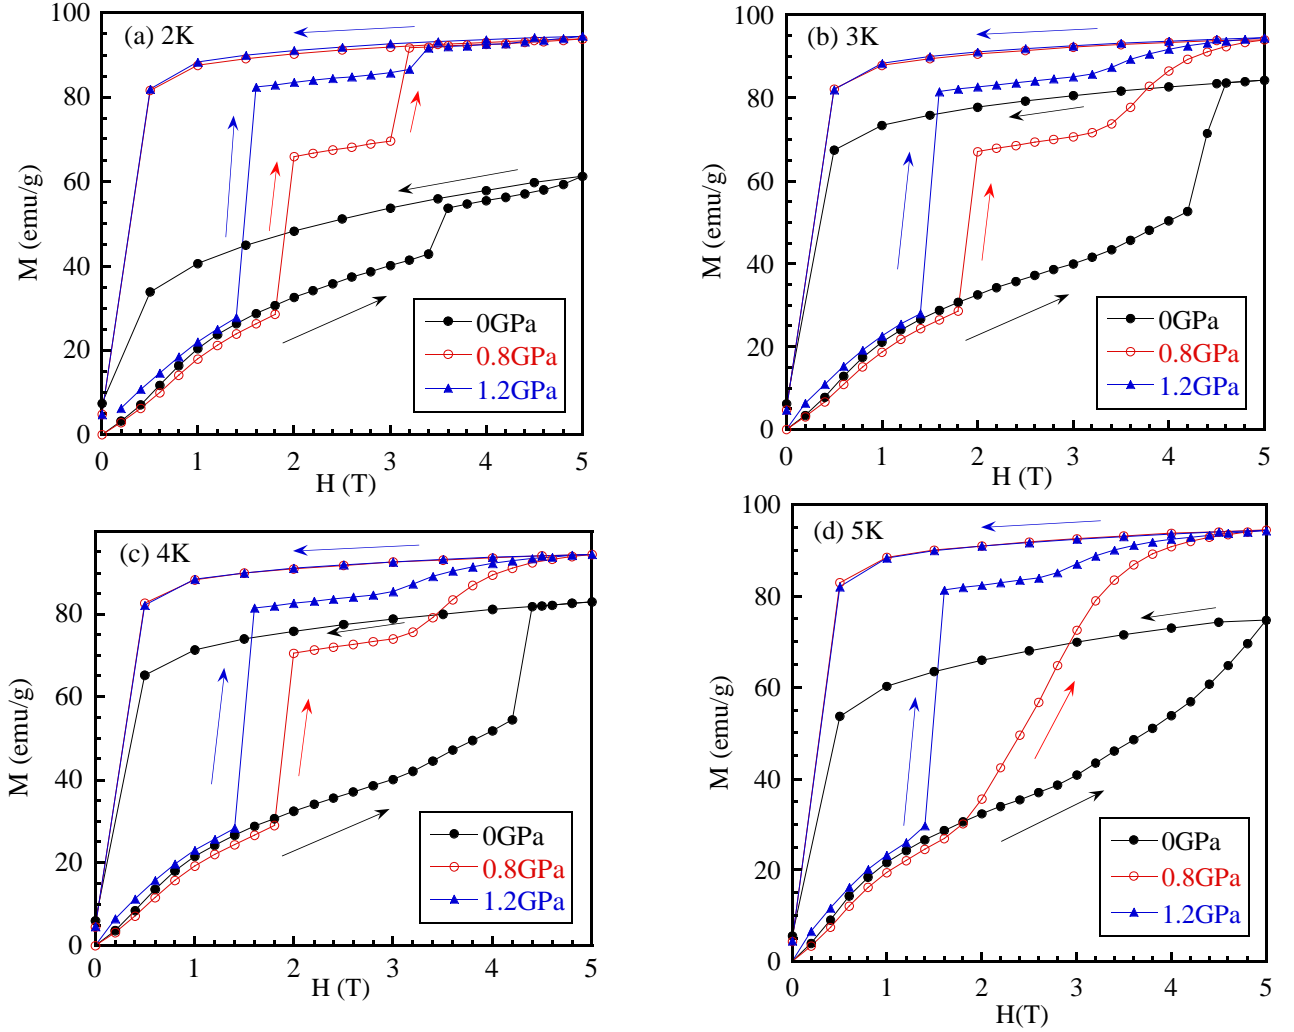 (a) 2K
M (emu/g)
100
80
60
40
20
0
0GPa
0.8GPa
1.2GPa
0 1 2 3 4 5
H (T)
(b) 3K
M (emu/g)
100
80
60
40
20
0
0GPa
0.8GPa
1.2GPa
0 1 2 3 4 5
H (T)
(c) 4K
M (emu/g)
80
60
40
20
0
0GPa
0.8GPa
1.2GPa
0 1 2 3 4 5
H (T)
(d) 5K
M (emu/g)
100
80
60
40
20
0
0GPa
0.8GPa
1.2GPa
0 1 2 3 4 5
H(T)